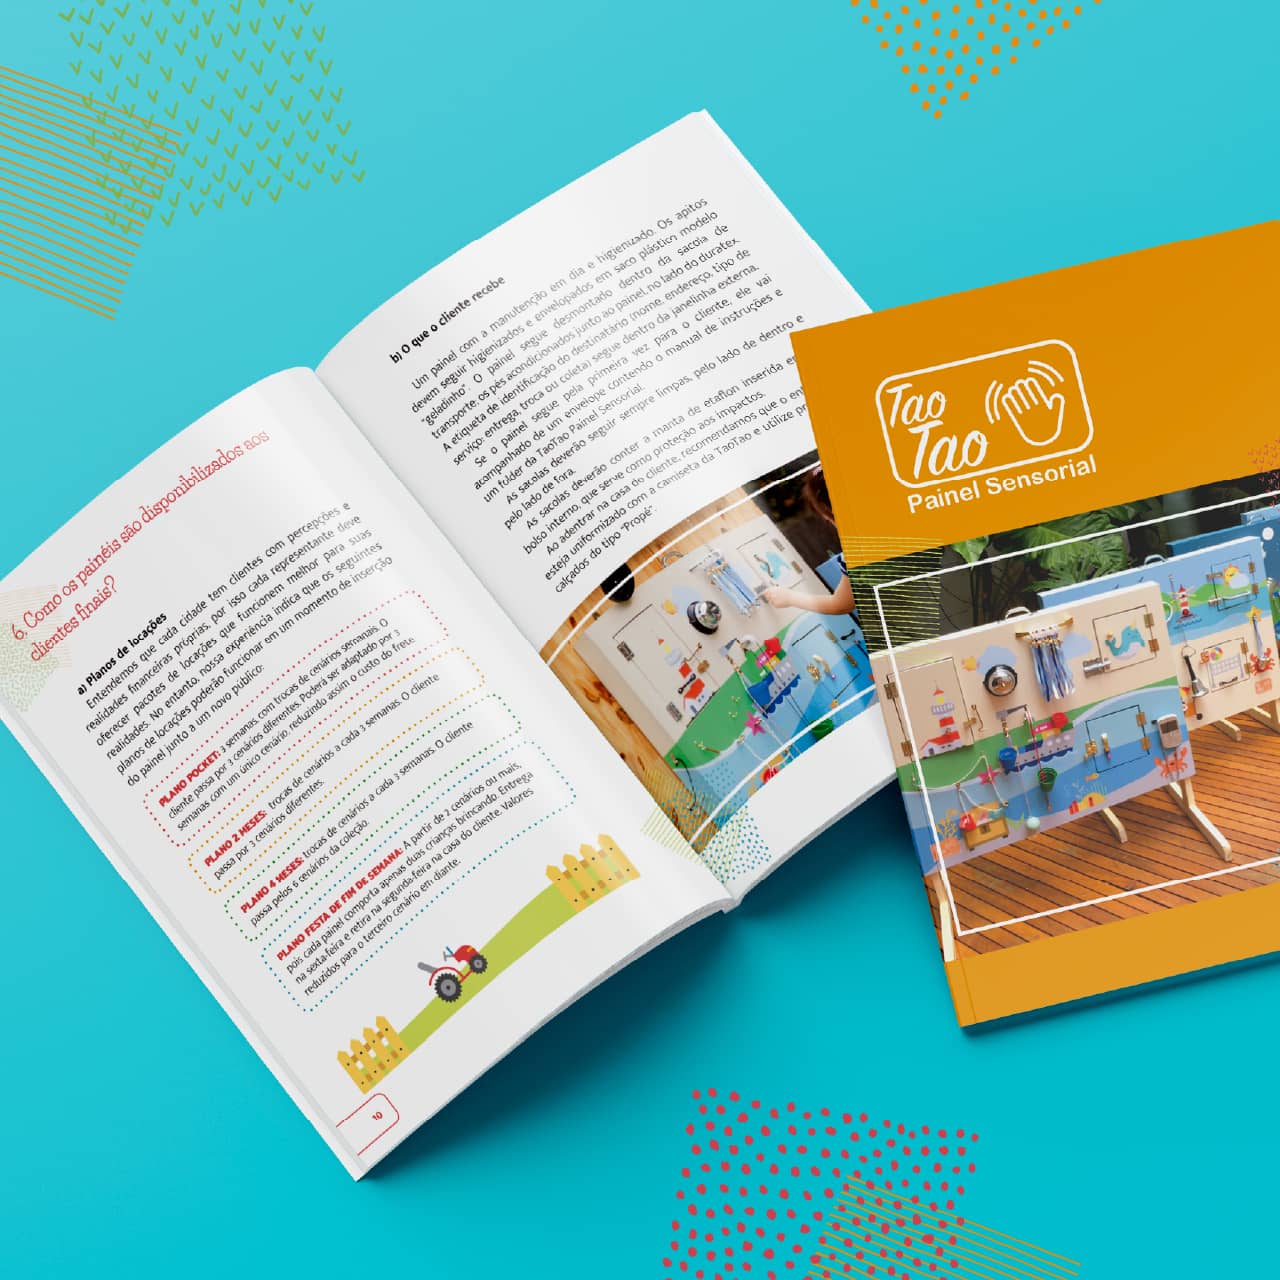 6. Como os painéis são disponibilizados aos
clientes finais?
a) Planos de locações
Entendemos que cada cidade tem clientes com percepções e
realidades financeiras próprias, por isso cada representante deve
oferecer pacotes de locações que funcionem melhor para suas
realidades. No entanto, nossa experiência indica que os seguintes
planos de locações poderão funcionar em um momento de inserção
do painel junto a um novo público:
PLANO POCKET: 3 semanas com trocas de cenários semanais. O
cliente passa por 3 cenários diferentes. Poderá ser adaptado por 3
semanas com um único cenário, reduzindo assim o custo do frete.
PLANO 2 MESES: trocas de cenários a cada 3 semanas. O cliente
passa por 3 cenários diferentes.
PLANO 4 MESES: trocas de cenários a cada 3 semanas. O cliente
passa pelos 6 cenários da coleção.
PLANO FESTA DE FIM DE SEMANA: A partir de 2 cenários ou mais,
pois cada painel comporta apenas duas crianças brincando. Entrega
na sexta-feira e retira na segunda-feira na casa do cliente. Valores
reduzidos para o terceiro cenário em diante.
10
b) O que o cliente recebe
Um painel com a manutenção em dia e higienizado. Os apitos
devem seguir higienizados e envelopados em saco plástico modelo
"geladinho". O painel segue desmontado dentro da sacola de
transporte, os pés acondicionados junto ao painel, no lado do duratex.
A etiqueta de identificação do destinatário (nome, endereço, tipo de
serviço: entrega, troca ou coleta) segue dentro da janelinha externa.
Se o painel segue pela primeira vez para o cliente, ele vai
acompanhado de um envelope contendo o manual de instruções e
um folder da TaoTao Painel Sensorial.
As sacolas deverão seguir sempre limpas, pelo lado de dentro e
pelo lado de fora.
As sacolas deverão conter a manta de etaflon inserida
bolso interno, que serve como proteção aos impactos.
Ao adentrar na casa do cliente, recomendamos que o
esteja uniformizado com a camiseta da TaoTao e utilize
calçados do tipo "Propé".
Tao
Tao
Painel Sensorial